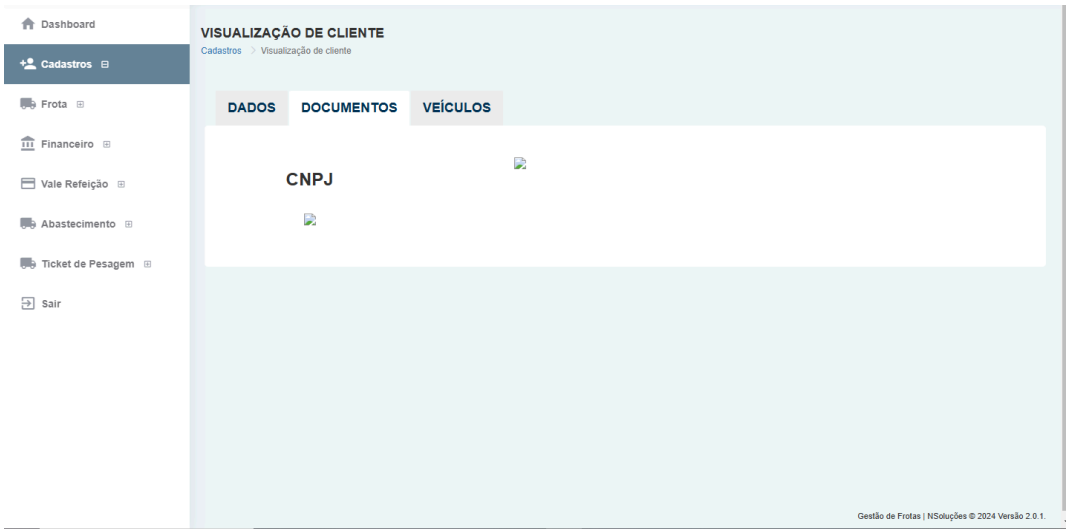 Dashboard
Cadastros
Frota
Financeiro
Vale Refeição
Abastecimento
Ticket de Pesagem
Sair
VISUALIZAÇÃO DE CLIENTE
Cadastros > Visualização de cliente
DADOS DOCUMENTOS VEÍCULOS
CNPJ
Gestão de Frotas | NSoluções © 2024 Versão 2.0.1.